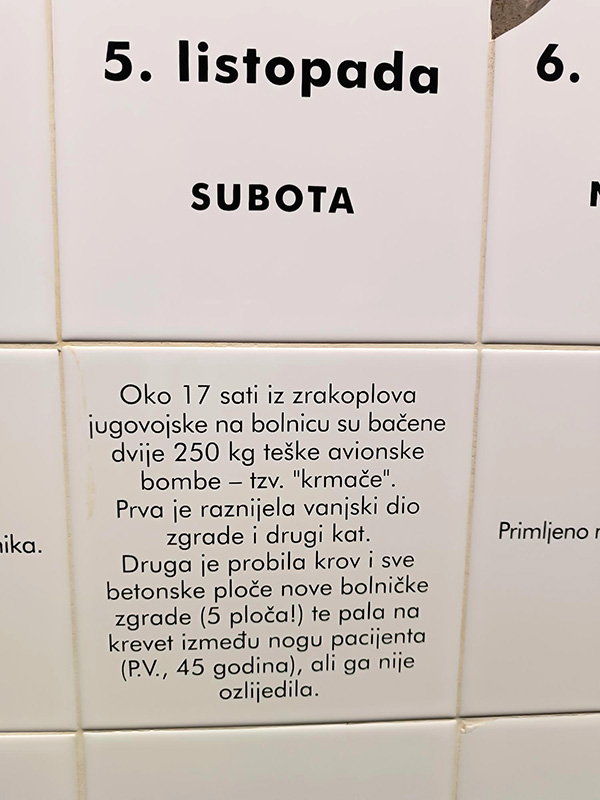 5. listopada
6.
SUBOTA
Oko 17 sati iz zrakoplova
jugovojske na bolnicu su bačene
dvije 250 kg teške avionske
bombe – tzv. "krmače".
Prva je raznijela vanjski dio
zgrade i drugi kat.
Druga je probila krov i sve
betonske ploče nove bolničke
zgrade (5 ploča!) te pala na
krevet između nogu pacijenta
(P.V., 45 godina), ali ga nije
ozlijedila.
Primljeno